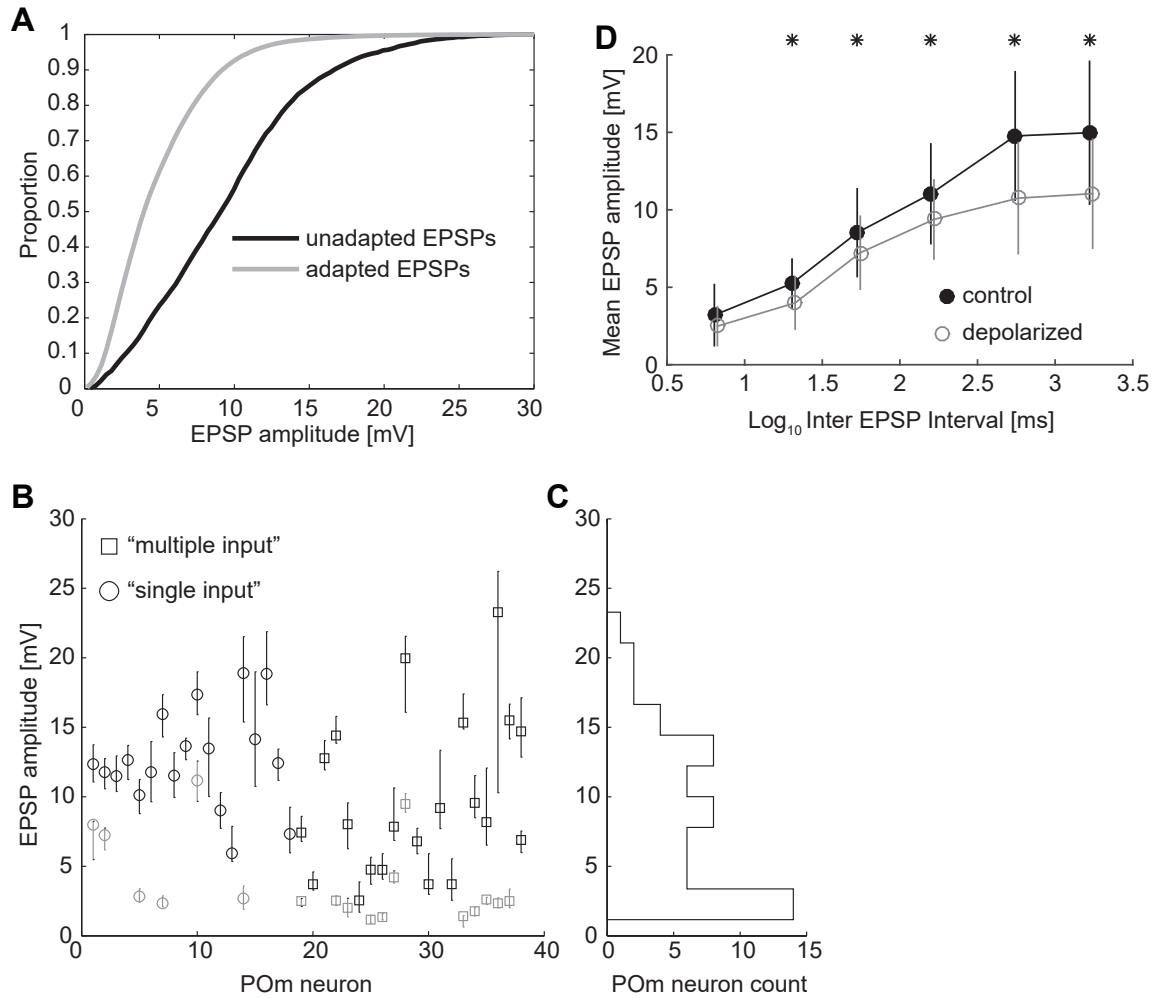 A
1
0.9
0.8
0.7
0.6
0.5
0.4
0.3
0.2
0.1
0
Proportion
unadapted EPSPs
adapted EPSPs
0 5 10 15 20 25 30
EPSP amplitude [mV]
D
* * * * *
20
15
10
5
0
Mean EPSP amplitude [mV]
control
depolarized
0.5 1 1.5 2 2.5 3 3.5
Log10 Inter EPSP Interval [ms]
B
30
25
20
15
10
5
0
EPSP amplitude [mV]
“multiple input”
“single input”
0 10 20 30 40
POm neuron
C
30
25
20
15
10
5
0
0 5 10 15
POm neuron count